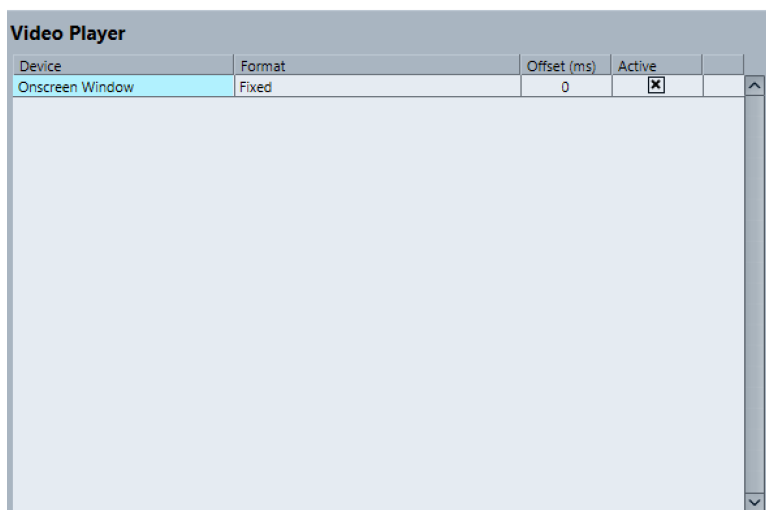 Video Player
Device Format Offset (ms) Active
Onscreen Window Fixed 0